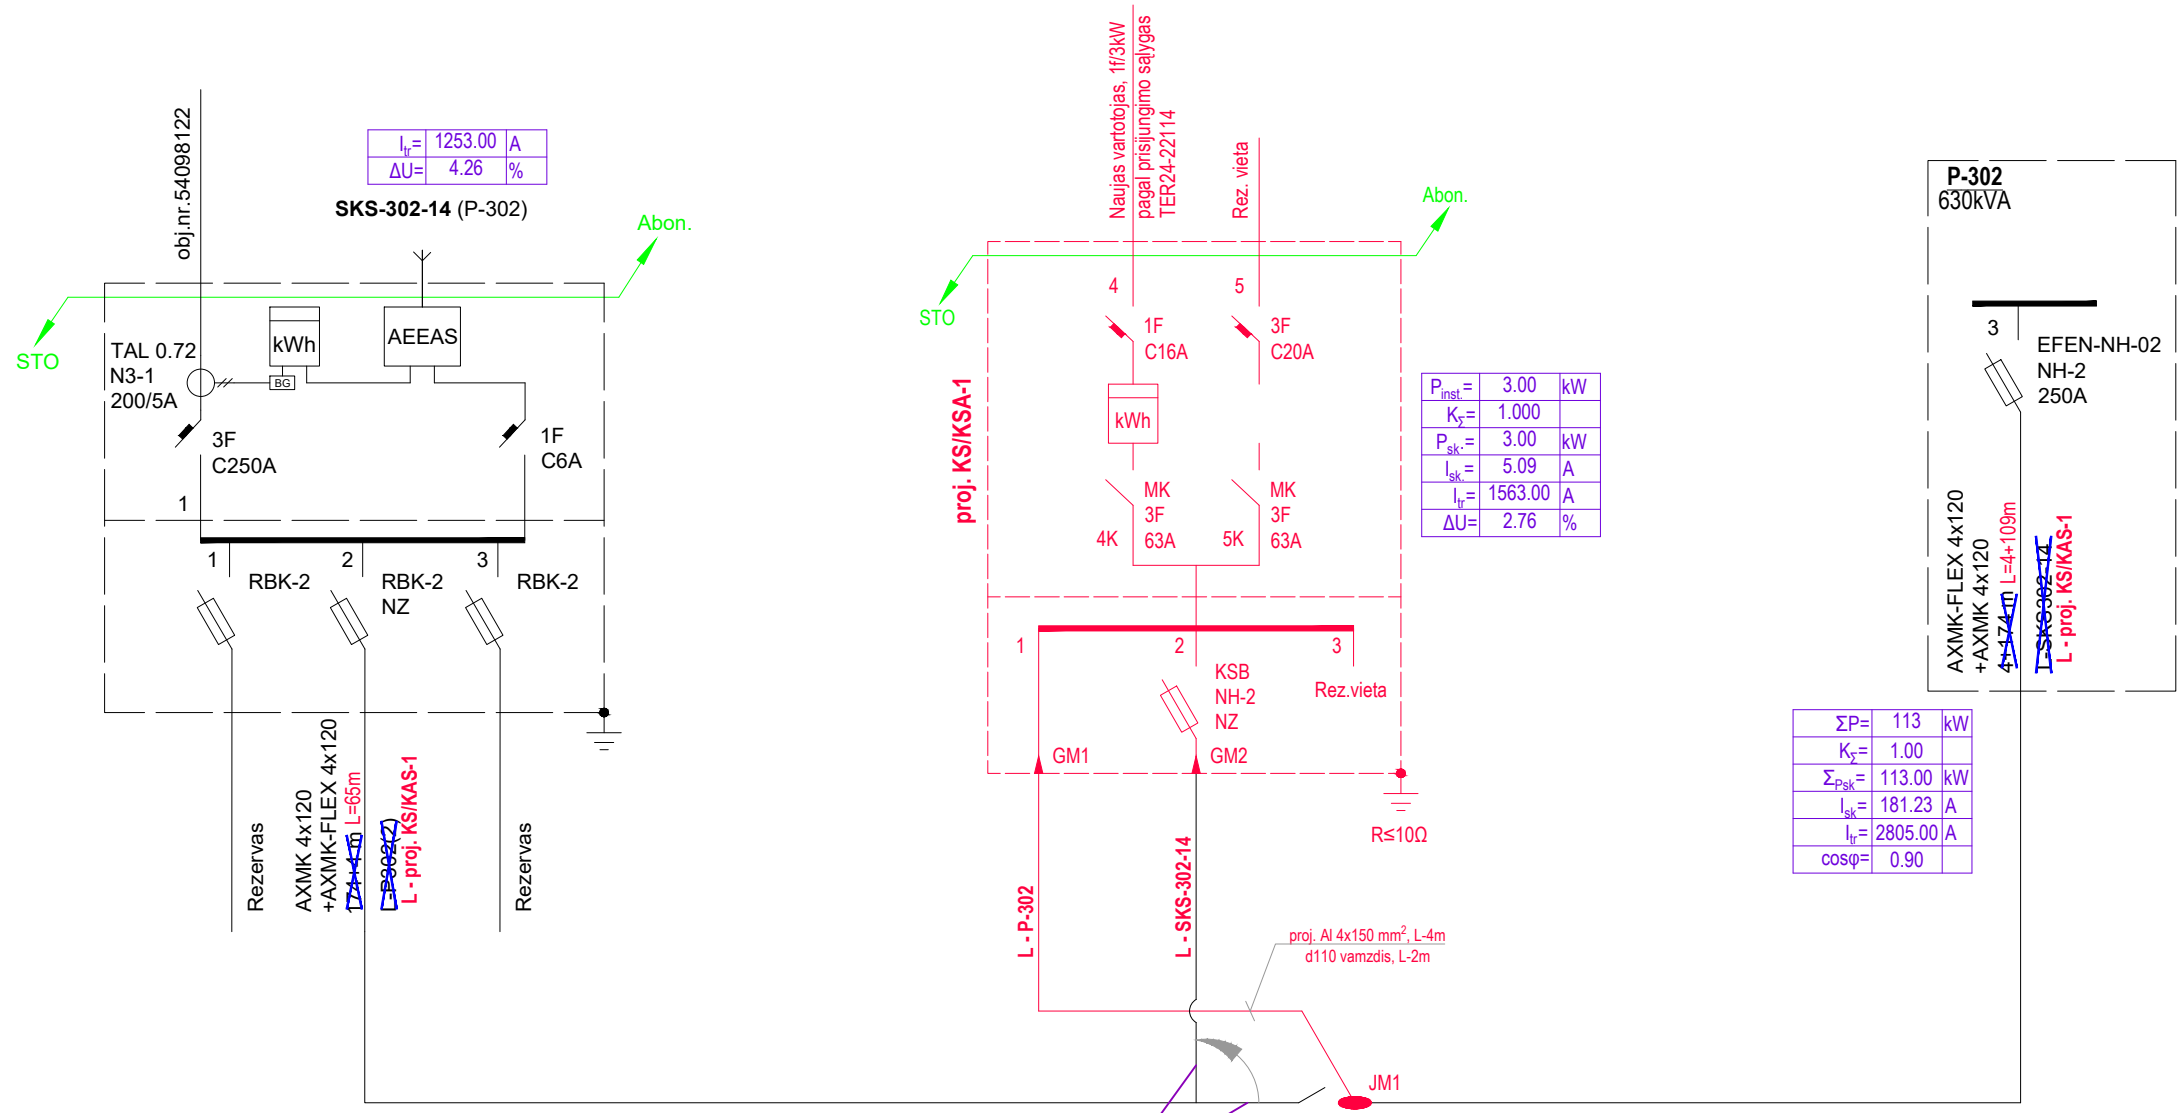 obj.nr.54098122
Itr= 1253.00 A
ΔU= 4.26 %
SKS-302-14 (P-302)
Abon.
STO
TAL 0.72
N3-1
200/5A
kWh
BG
AEEAS
3F
C250A
1F
C6A
1
1
RBK-2
2
RBK-2
NZ
3
RBK-2
Rezervas
AXMK 4x120
+AXMK-FLEX 4x120
174+4 m L=65m
L-P302(2)
L - proj. KS/KAS-1
Rezervas
Naujas vartotojas, 1f/3kW
pagal prisijungimo sąlygas
TER24-22114
Rez. vieta
Abon.
STO
proj. KS/KSA-1
4
5
1F
C16A
3F
C20A
kWh
MK
3F
63A
4K
MK
3F
63A
5K
Pinst.= 3.00 kW
KΣ= 1.000
Psk.= 3.00 kW
Isk.= 5.09 A
Itr= 1563.00 A
ΔU= 2.76 %
1
2
3
KSB
NH-2
NZ
Rez.vieta
GM1
GM2
R≤10Ω
L - P-302
L - SKS-302-14
proj. Al 4x150 mm², L-4m
d110 vamzdis, L-2m
JM1
P-302
630kVA
3
EFEN-NH-02
NH-2
250A
AXMK-FLEX 4x120
+AXMK 4x120
4+174 m L=4+109m
L-SKS302-14
L - proj. KS/KAS-1
ΣP= 113 kW
KΣ= 1.00
ΣPsk= 113.00 kW
Isk= 181.23 A
Itr= 2805.00 A
cosφ= 0.90